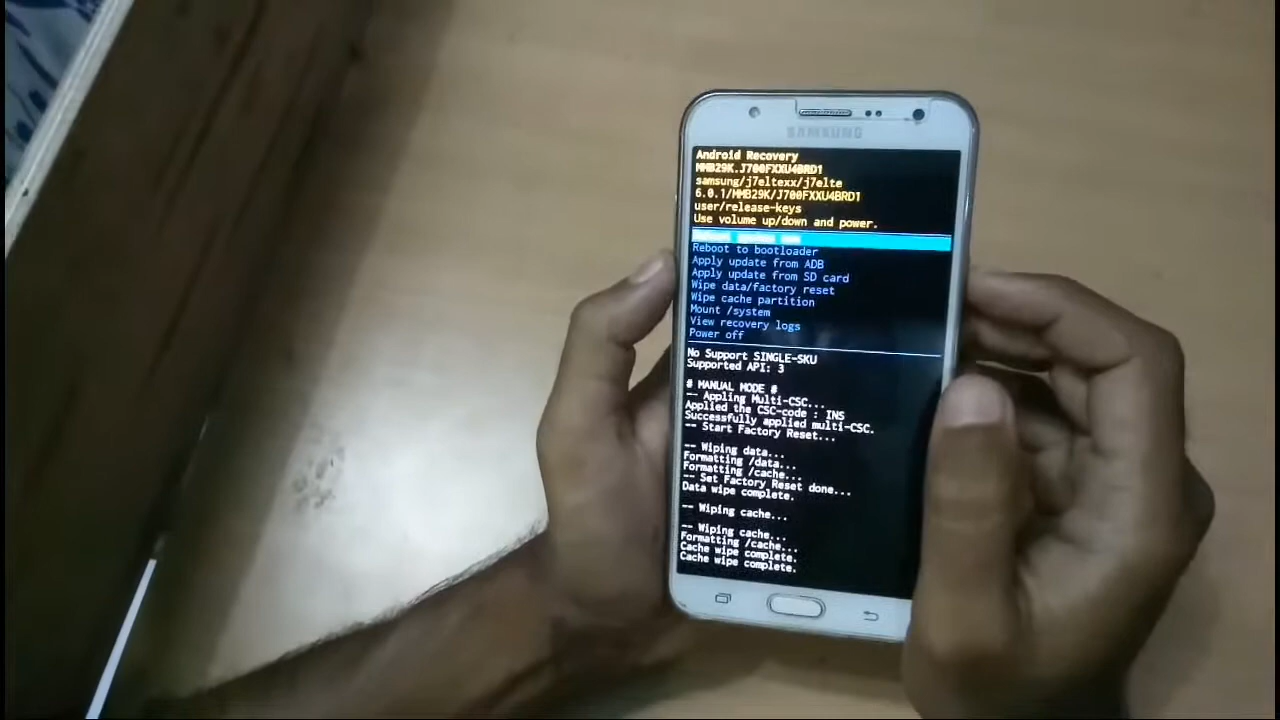 SAMSUNG
Android Recovery
MMB29K.J700FXXU4BRD1
samsung/j7eltexx/j7elte
6.0.1/MMB29K/J700FXXU4BRD1
user/release-keys
Use volume up/down and power.
Reboot to bootloader
Apply update from ADB
Apply update from SD card
Wipe data/factory reset
Wipe cache partition
Mount /system
View recovery logs
Power off
No Support SINGLE-SKU
Supported API: 3
# MANUAL MODE #
-- Appling Multi-CSC...
Applied the CSC-code : INS
Successfully applied multi-CSC.
-- Start Factory Reset...
-- Wiping data...
Formatting /data...
Formatting /cache...
-- Set Factory Reset done...
Data wipe complete.
-- Wiping cache...
-- Wiping cache...
Formatting /cache...
Cache wipe complete.
Cache wipe complete.